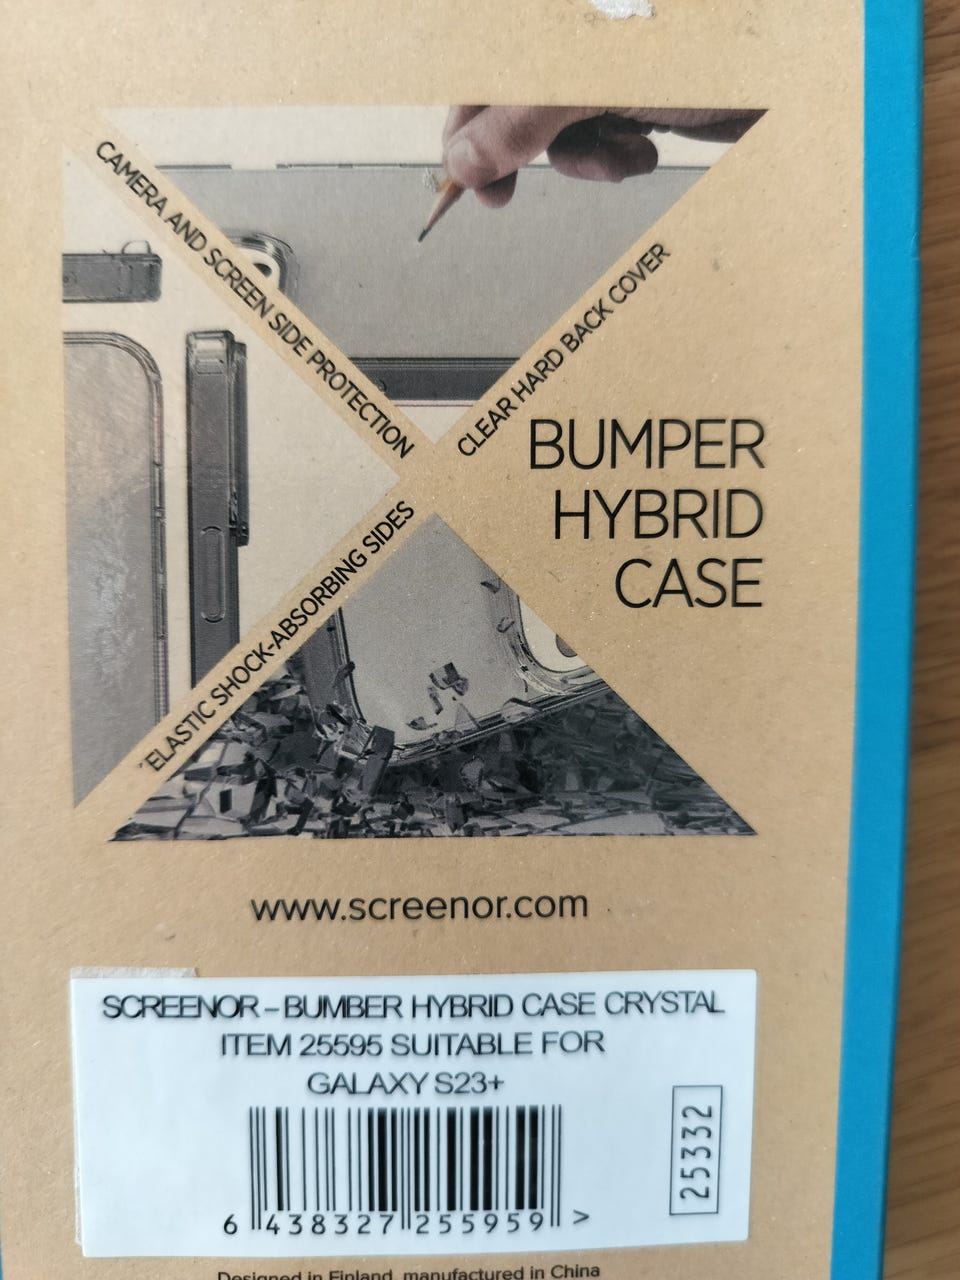 CAMERA AND SCREEN SIDE PROTECTION
CLEAR HARD BACK COVER
BUMPER
HYBRID
CASE
ELASTIC SHOCK-ABSORBING SIDES
www.screenor.com
SCREENOR – BUMBER HYBRID CASE CRYSTAL
ITEM 25595 SUITABLE FOR
GALAXY S23+
25332
6 438327 255959 >
Designed in Finland, manufactured in China